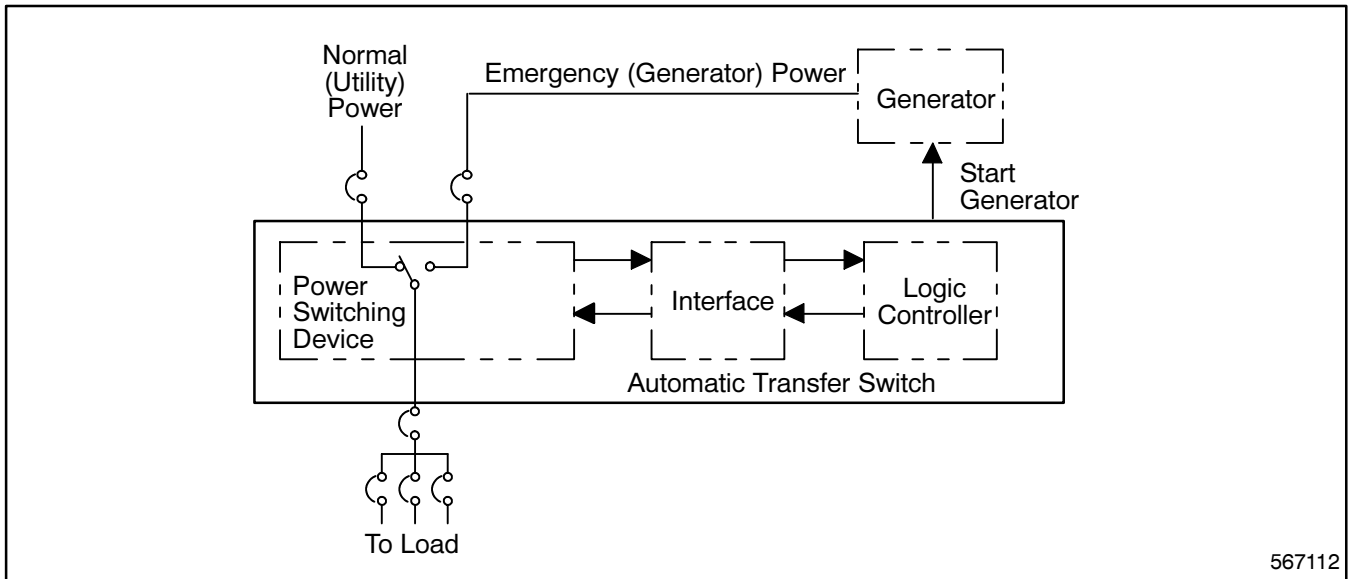 Normal
(Utility)
Power
Emergency (Generator) Power
Generator
Start
Generator
Power
Switching
Device
Interface
Logic
Controller
Automatic Transfer Switch
To Load
567112